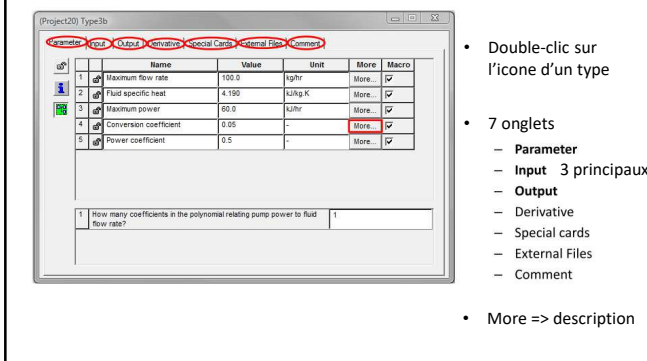 (Project20) Type3b
Parameter Input Output Derivative Special Cards External Files Comment
Name Value Unit More Macro
1 Maximum flow rate 100.0 kg/hr More...
2 Fluid specific heat 4.190 kJ/kg.K More...
3 Maximum power 60.0 kJ/hr More...
4 Conversion coefficient 0.05 - More...
5 Power coefficient 0.5 - More...
1 How many coefficients in the polynomial relating pump power to fluid 1
flow rate?
• Double-clic sur
l’icone d’un type
• 7 onglets
– Parameter
– Input 3 principaux
– Output
– Derivative
– Special cards
– External Files
– Comment
• More => description